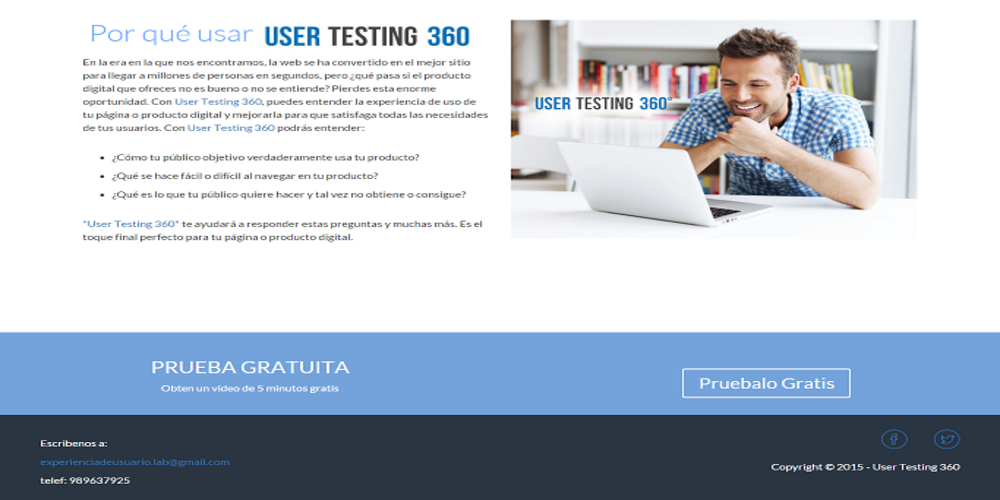 Por qué usar USER TESTING 360
En la era en la que nos encontramos, la web se ha convertido en el mejor sitio
para llegar a millones de personas en segundos, pero ¿qué pasa si el producto
digital que ofreces no es bueno o no se entiende? Pierdes esta enorme
oportunidad. Con User Testing 360, puedes entender la experiencia de uso de
tu página o producto digital y mejorarla para que satisfaga todas las necesidades
de tus usuarios. Con User Testing 360 podrás entender:
• ¿Cómo tu público objetivo verdaderamente usa tu producto?
• ¿Qué se hace fácil o difícil al navegar en tu producto?
• ¿Qué es lo que tu público quiere hacer y tal vez no obtiene o consigue?
"User Testing 360" te ayudará a responder estas preguntas y muchas más. Es el
toque final perfecto para tu página o producto digital.
USER TESTING 360°
PRUEBA GRATUITA
Obten un video de 5 minutos gratis
Pruebalo Gratis
Escribenos a:
experienciadeusuario.lab@gmail.com
telef: 989637925
Copyright © 2015 - User Testing 360